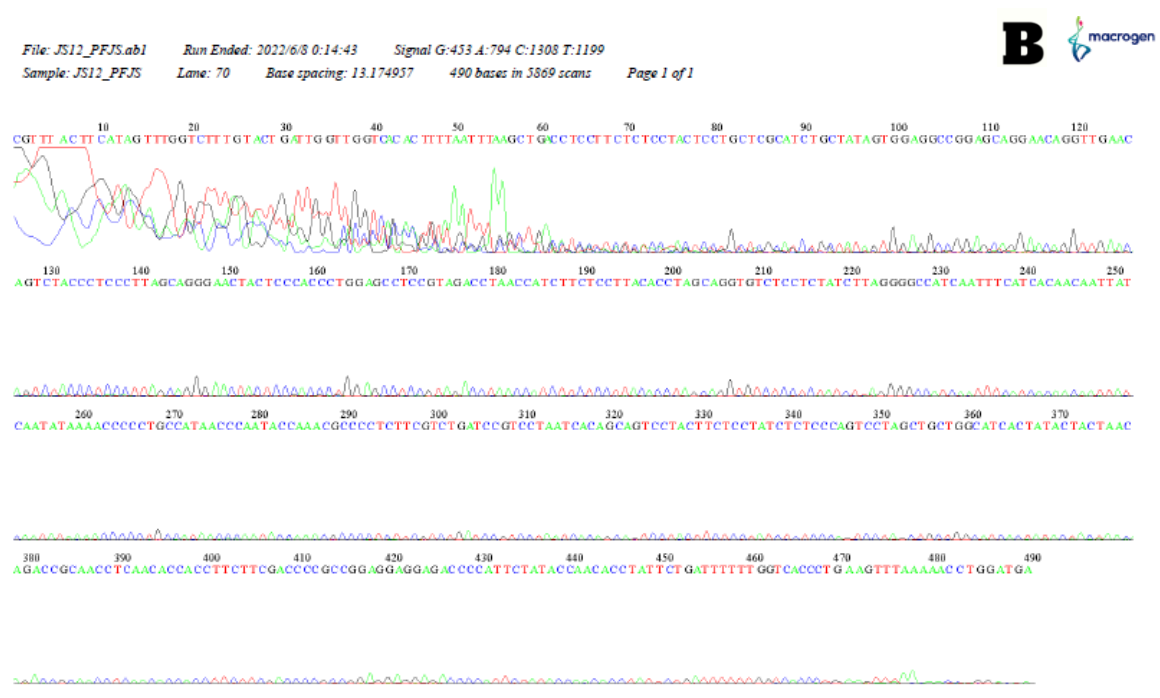 B macrogen
File: JS12_PFJS.ab1 Run Ended: 2022/6/8 0:14:43 Signal G:453 A:794 C:1308 T:1199
Sample: JS12_PFJS Lane: 70 Base spacing: 13.174957 490 bases in 5869 scans Page 1 of 1
10 20 30 40 50 60 70 80 90 100 110 120
CGTTT ACTTCATAGTTTGGTCTTTGTACTGATTGGTTGGTCACACTTTTAATTTAAGCTGACCTCCTTCTCTCCTACTCCTGCTCGCATCTGCTATAGTGGAGGCCGGAGCAGGAACAGGTTGAAC
130 140 150 160 170 180 190 200 210 220 230 240 250
AGTCTACCCTCCCTTAGCAGGGAACTACTCCCACCCTGGAGCCTCCGTAGACCTAACCATCTTCTCCTTACACCTAGCAGGTGTCTCCTCTATCTTAGGGGCCATCAATTTCATCACAACAATTAT
260 270 280 290 300 310 320 330 340 350 360 370
CAATATAAAACCCCCTGCCATAACCCAATACCAAACGCCCCTCTTCGTCTGATCCGTCCTAATCACAGCAGTCCTACTTCTCCTATCTCTCCCAGTCCTAGCTGCTGGCATCACTATACTACTAAC
380 390 400 410 420 430 440 450 460 470 480 490
AGACCGCAACCTCAACACCACCTTCTTCGACCCCGCCGGAGGAGGAGACCCCATTCTATACCAACACCTATTCTGATTTTTTGGTCACCCTGAAGTTTAAAAACCTGGATGA